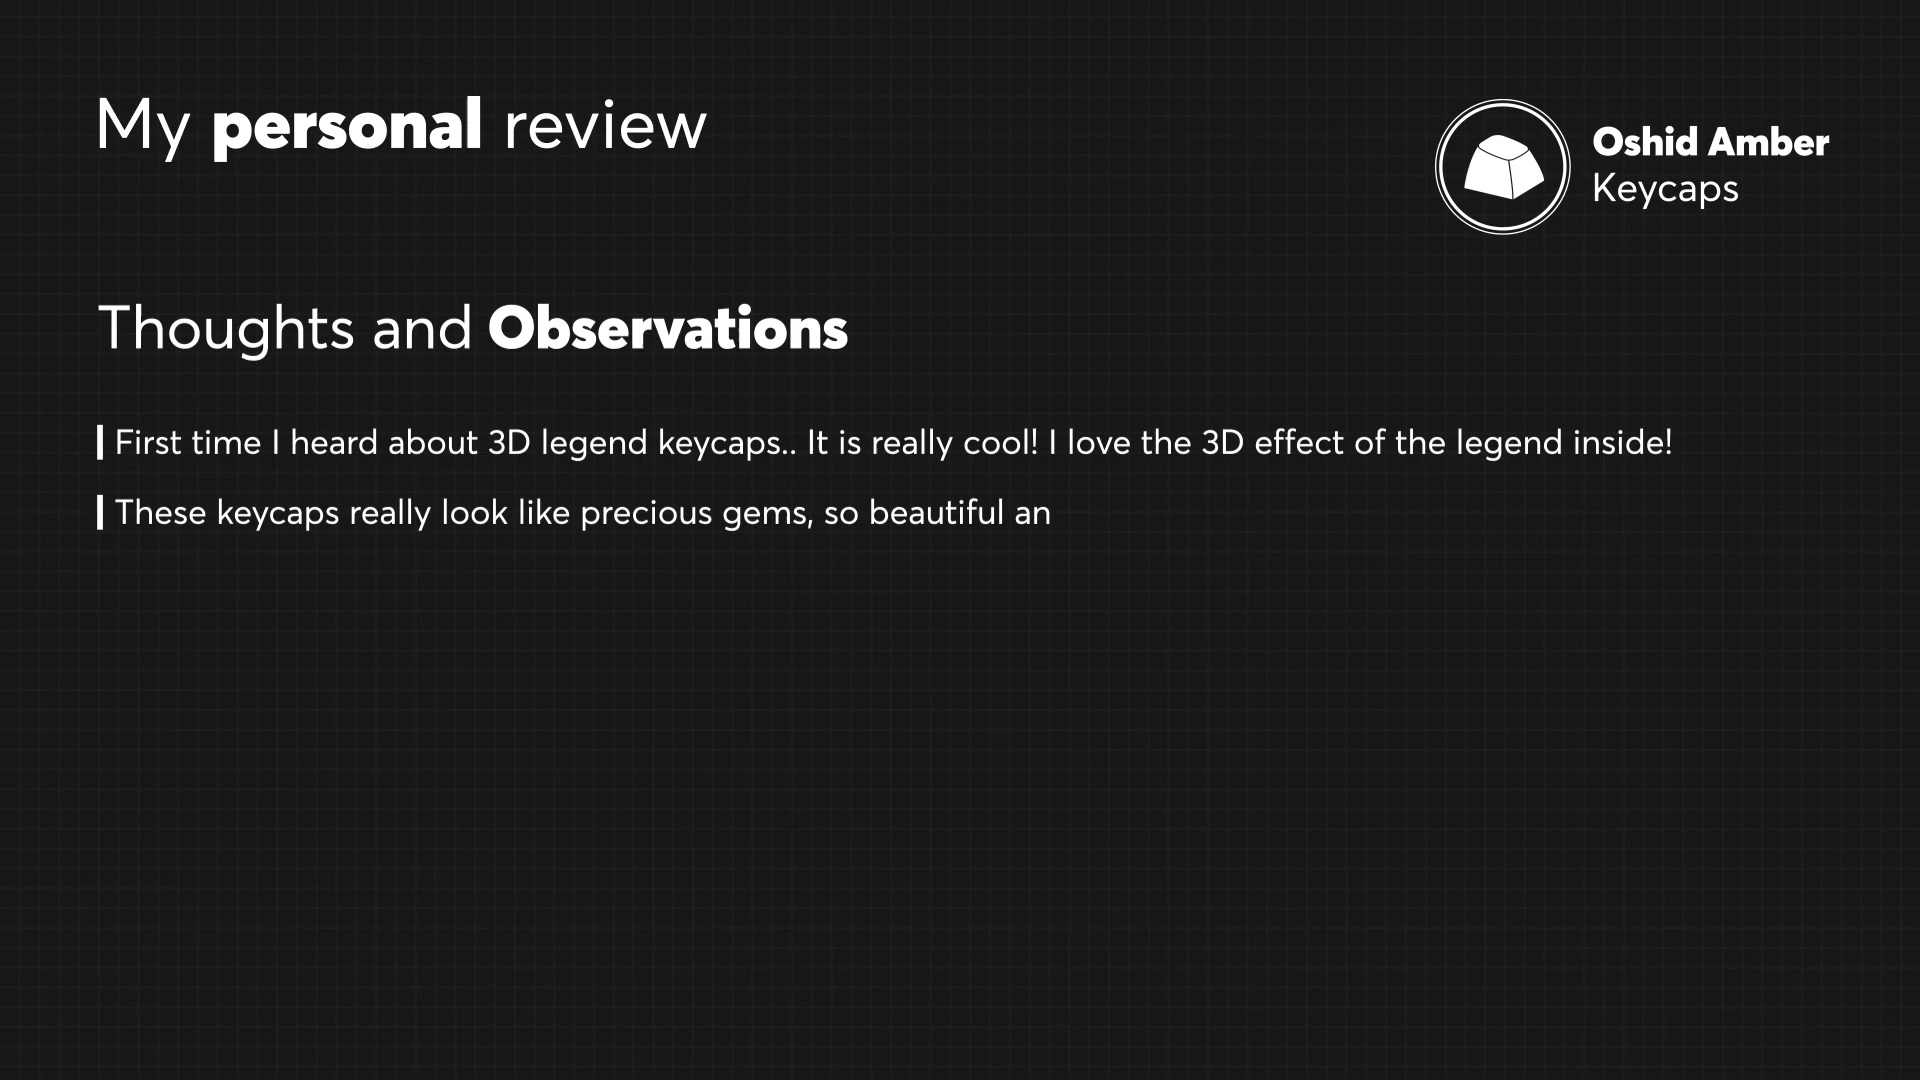 My personal review
Oshid Amber
Keycaps
Thoughts and Observations
First time I heard about 3D legend keycaps.. It is really cool! I love the 3D effect of the legend inside!
These keycaps really look like precious gems, so beautiful an